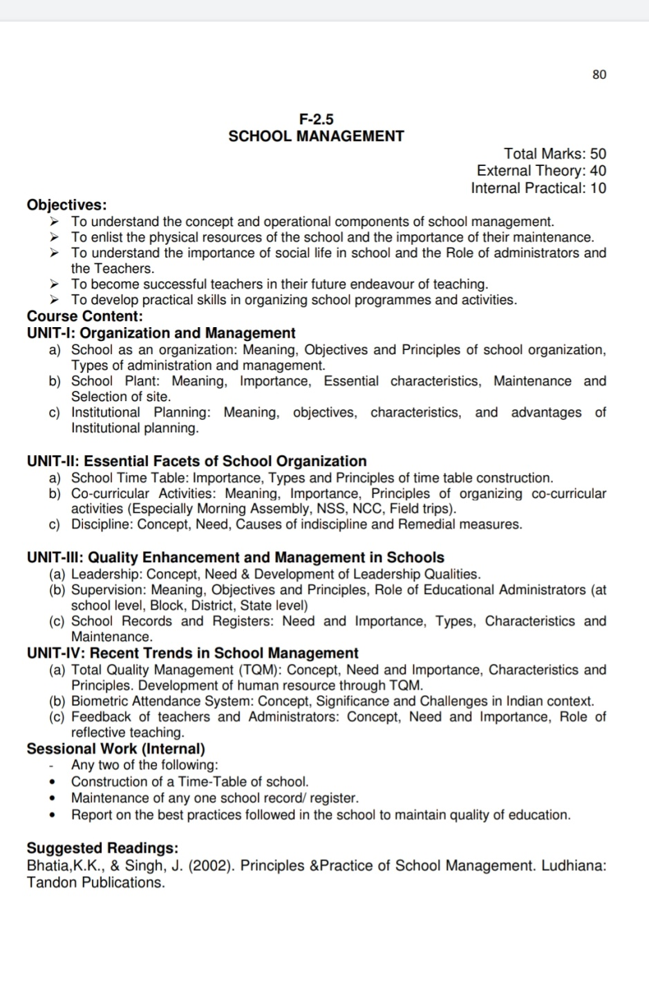 80
F-2.5
SCHOOL MANAGEMENT
Total Marks: 50
External Theory: 40
Internal Practical: 10
Objectives:
➢ To understand the concept and operational components of school management.
➢ To enlist the physical resources of the school and the importance of their maintenance.
➢ To understand the importance of social life in school and the Role of administrators and
the Teachers.
➢ To become successful teachers in their future endeavour of teaching.
➢ To develop practical skills in organizing school programmes and activities.
Course Content:
UNIT-I: Organization and Management
a) School as an organization: Meaning, Objectives and Principles of school organization,
Types of administration and management.
b) School Plant: Meaning, Importance, Essential characteristics, Maintenance and
Selection of site.
c) Institutional Planning: Meaning, objectives, characteristics, and advantages of
Institutional planning.
UNIT-II: Essential Facets of School Organization
a) School Time Table: Importance, Types and Principles of time table construction.
b) Co-curricular Activities: Meaning, Importance, Principles of organizing co-curricular
activities (Especially Morning Assembly, NSS, NCC, Field trips).
c) Discipline: Concept, Need, Causes of indiscipline and Remedial measures.
UNIT-III: Quality Enhancement and Management in Schools
(a) Leadership: Concept, Need & Development of Leadership Qualities.
(b) Supervision: Meaning, Objectives and Principles, Role of Educational Administrators (at
school level, Block, District, State level)
(c) School Records and Registers: Need and Importance, Types, Characteristics and
Maintenance.
UNIT-IV: Recent Trends in School Management
(a) Total Quality Management (TQM): Concept, Need and Importance, Characteristics and
Principles. Development of human resource through TQM.
(b) Biometric Attendance System: Concept, Significance and Challenges in Indian context.
(c) Feedback of teachers and Administrators: Concept, Need and Importance, Role of
reflective teaching.
Sessional Work (Internal)
- Any two of the following:
• Construction of a Time-Table of school.
• Maintenance of any one school record/ register.
• Report on the best practices followed in the school to maintain quality of education.
Suggested Readings:
Bhatia,K.K., & Singh, J. (2002). Principles &Practice of School Management. Ludhiana:
Tandon Publications.